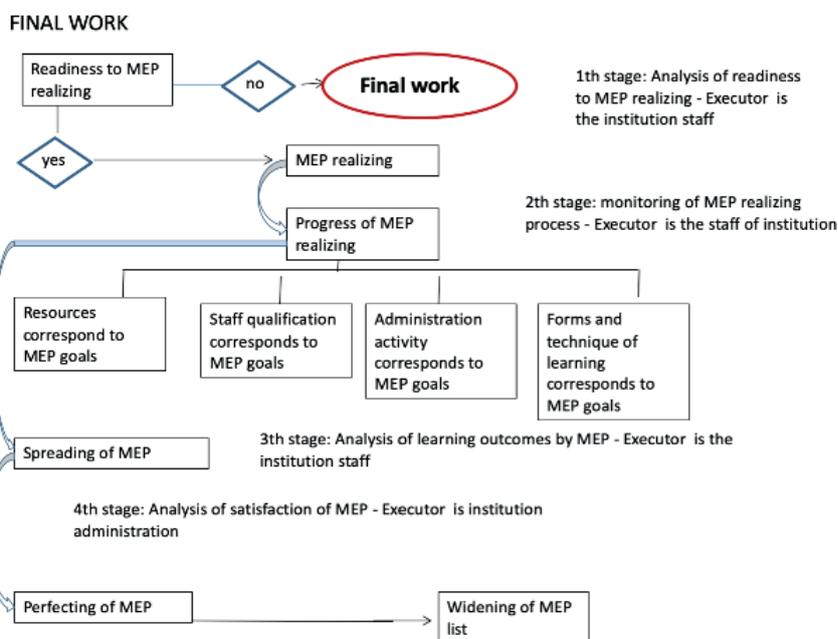 FINAL WORK
Readiness to MEP
realizing
no
Final work
1th stage: Analysis of readiness
to MEP realizing - Executor is
the institution staff
yes
MEP realizing
2th stage: monitoring of MEP realizing
process - Executor is the staff of institution
Progress of MEP
realizing
Resources
correspond to
MEP goals
Staff qualification
corresponds to
MEP goals
Administration
activity
corresponds to
MEP goals
Forms and
technique of
learning
corresponds to
MEP goals
3th stage: Analysis of learning outcomes by MEP - Executor is the
institution staff
Spreading of MEP
4th stage: Analysis of satisfaction of MEP - Executor is institution
administration
Perfecting of MEP
Widening of MEP
list